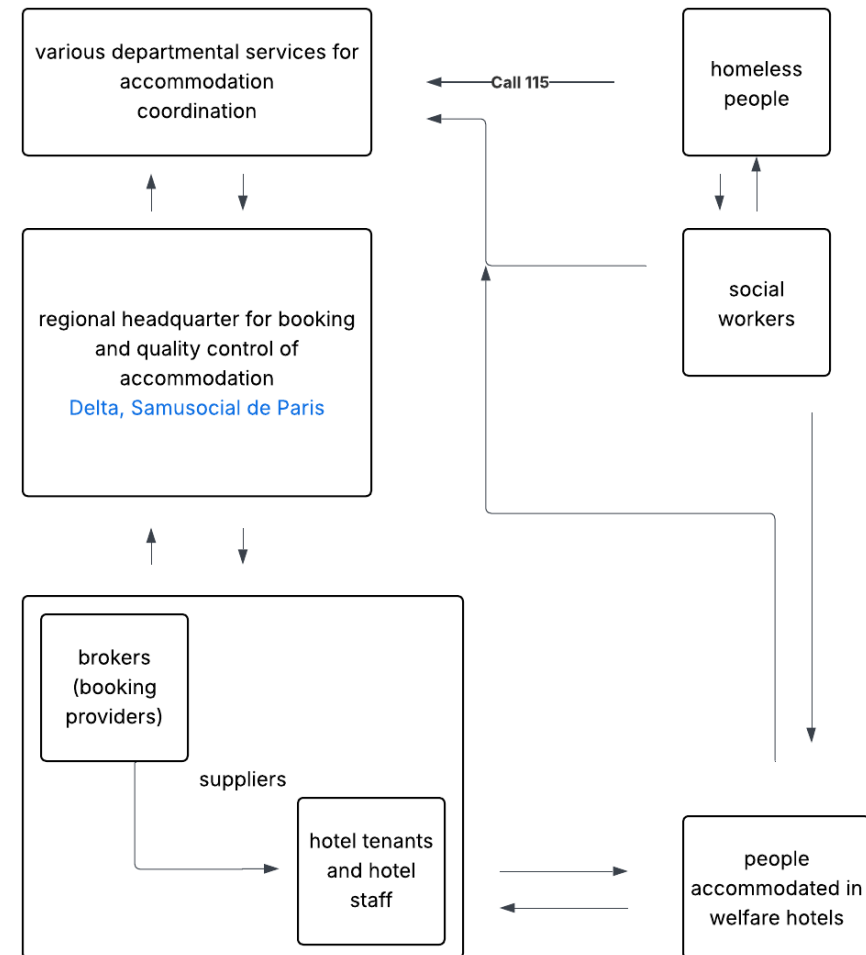 various departmental services for
accommodation
coordination
Call 115
homeless
people
regional headquarter for booking
and quality control of
accommodation
Delta, Samusocial de Paris
social
workers
brokers
(booking
providers)
suppliers
hotel tenants
and hotel
staff
people
accommodated in
welfare hotels